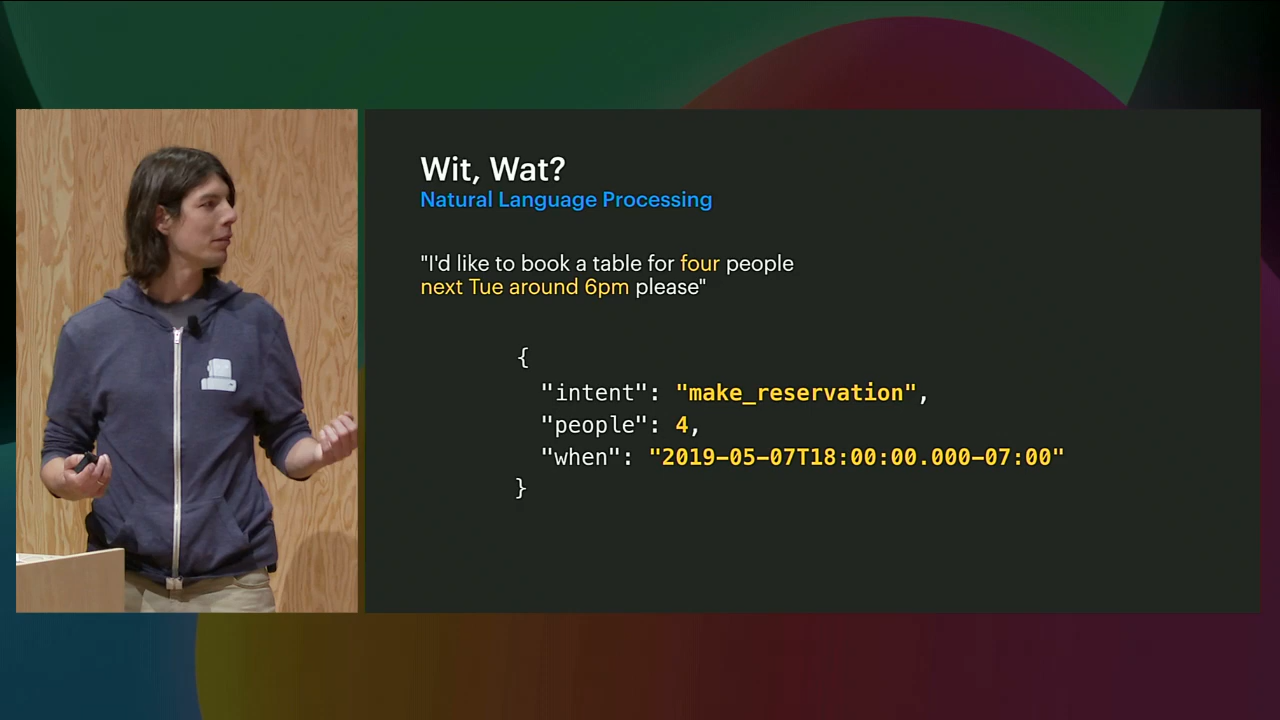 Wit, Wat?
Natural Language Processing
"I'd like to book a table for four people
next Tue around 6pm please"
{
"intent": "make_reservation",
"people": 4,
"when": "2019-05-07T18:00:00.000-07:00"
}